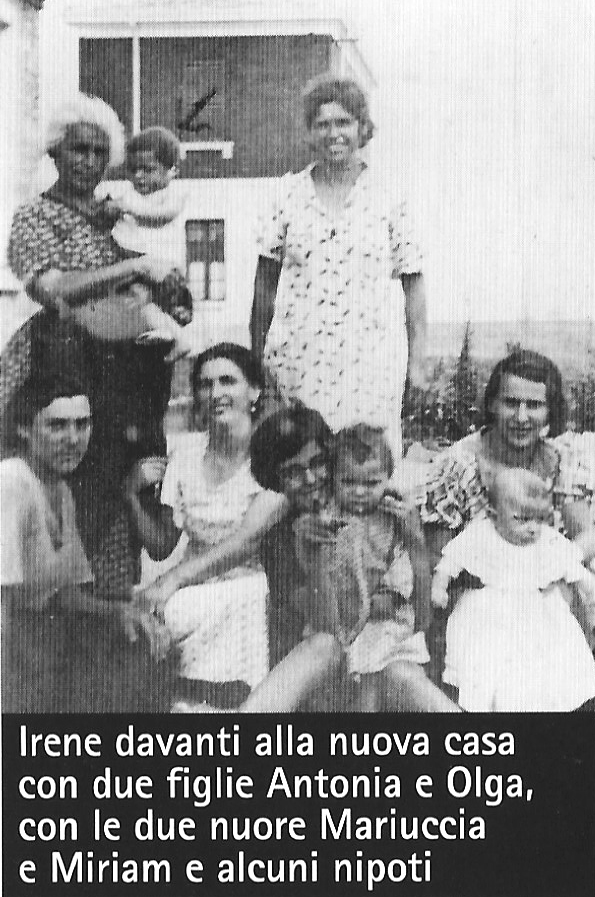 Irene davanti alla nuova casa
con due figlie Antonia e Olga,
con le due nuore Mariuccia
e Miriam e alcuni nipoti